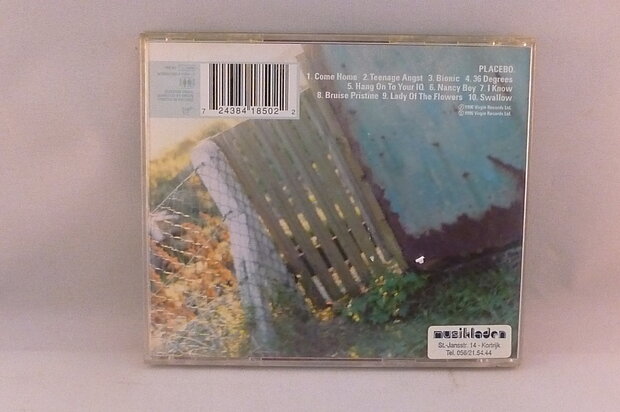 PLACEBO.
1. Come Home 2. Teenage Angst 3. Bionic 4. 36 Degrees
5. Hang On To Your IQ 6. Nancy Boy 7. I Know
8. Bruise Pristine 9. Lady Of The Flowers 10. Swallow
Ⓟ 1996 Virgin Records Ltd.
© 1996 Virgin Records Ltd.
7 24384 18502 2
musikladen
St.-Jansstr. 14 - Kortrijk
Tel. 056/21.54.44